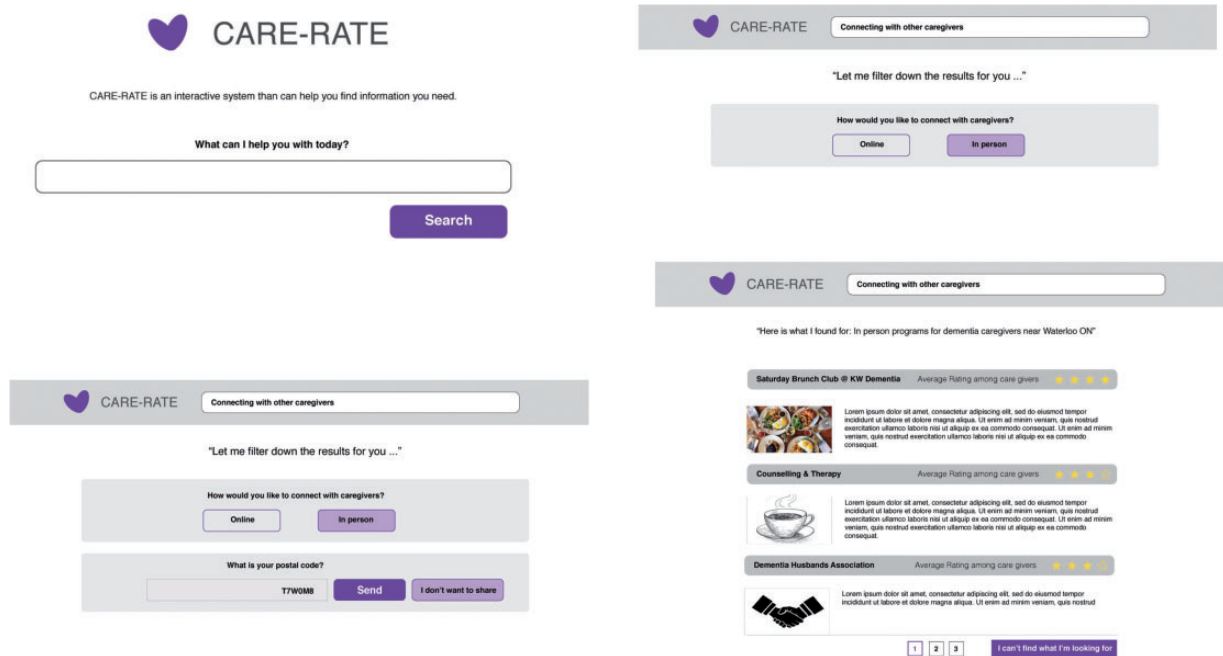 CARE-RATE
CARE-RATE is an interactive system than can help you find information you need.
What can I help you with today?
Search
CARE-RATE
Connecting with other caregivers
"Let me filter down the results for you ..."
How would you like to connect with caregivers?
Online
In person
CARE-RATE
Connecting with other caregivers
"Let me filter down the results for you ..."
How would you like to connect with caregivers?
Online
In person
What is your postal code?
T7W0M8
Send
I don't want to share
CARE-RATE
Connecting with other caregivers
"Here is what I found for: In person programs for dementia caregivers near Waterloo ON"
Saturday Brunch Club @ KW Dementia
Average Rating among care givers
Lorem ipsum dolor sit amet, consectetur adipiscing elit, sed do eiusmod tempor
incididunt ut labore et dolore magna aliqua. Ut enim ad minim veniam, quis nostrud
exercitation ullamco laboris nisi ut aliquip ex ea commodo consequat. Ut enim ad minim
veniam, quis nostrud exercitation ullamco laboris nisi ut aliquip ex ea commodo
consequat.
Counselling & Therapy
Average Rating among care givers
Lorem ipsum dolor sit amet, consectetur adipiscing elit, sed do eiusmod tempor
incididunt ut labore et dolore magna aliqua. Ut enim ad minim veniam, quis nostrud
exercitation ullamco laboris nisi ut aliquip ex ea commodo consequat. Ut enim ad minim
veniam, quis nostrud exercitation ullamco laboris nisi ut aliquip ex ea commodo
consequat.
Dementia Husbands Association
Average Rating among care givers
Lorem ipsum dolor sit amet, consectetur adipiscing elit, sed do eiusmod tempor
incididunt ut labore et dolore magna aliqua. Ut enim ad minim veniam, quis nostrud
1 2 3
I can't find what I'm looking for